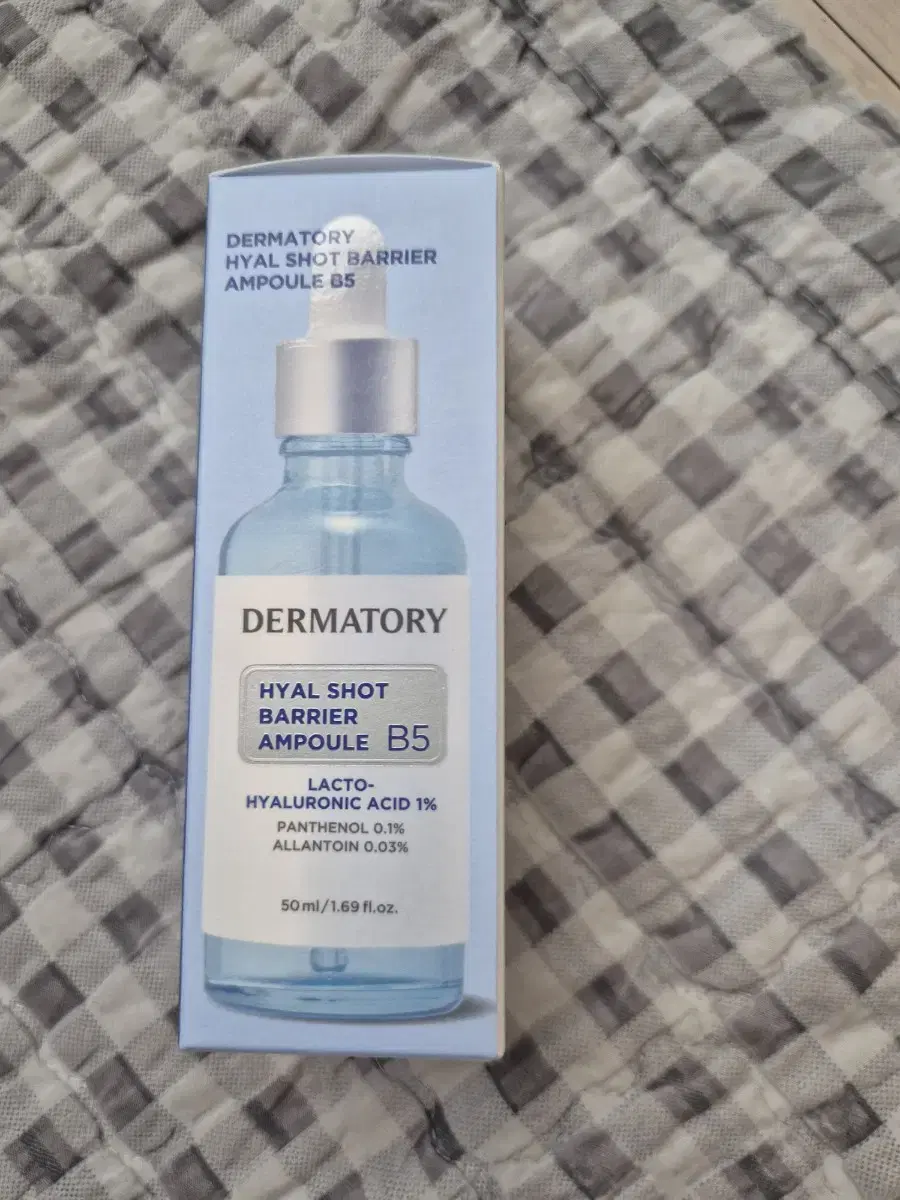 DERMATORY
HYAL SHOT BARRIER
AMPOULE B5
DERMATORY
HYAL SHOT
BARRIER
AMPOULE B5
LACTO-
HYALURONIC ACID 1%
PANTHENOL 0.1%
ALLANTOIN 0.03%
50 ml/1.69 fl.oz.